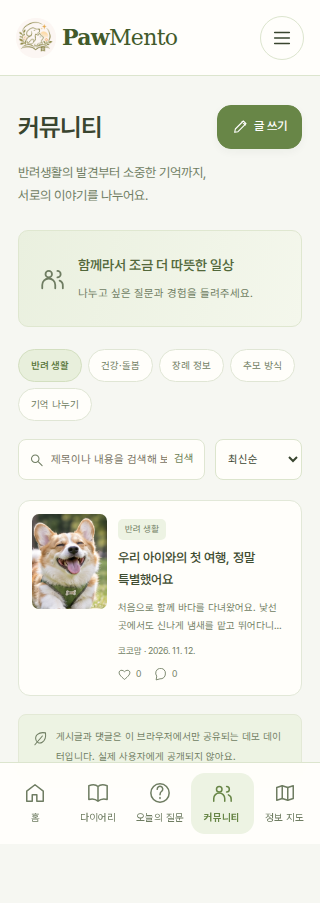 PawMento
커뮤니티
글 쓰기
반려생활의 발견부터 소중한 기억까지,
서로의 이야기를 나누어요.
함께라서 조금 더 따뜻한 일상
나누고 싶은 질문과 경험을 들려주세요.
반려 생활
건강·돌봄
장례 정보
추모 방식
기억 나누기
제목이나 내용을 검색해 보 검색
최신순
반려 생활
우리 아이와의 첫 여행, 정말
특별했어요
처음으로 함께 바다를 다녀왔어요. 낯선
곳에서도 신나게 냄새를 맡고 뛰어다니...
코코맘 · 2026. 11. 12.
0 0
게시글과 댓글은 이 브라우저에서만 공유되는 데모 데이
터입니다. 실제 사용자에게 공개되지 않아요.
홈
다이어리
오늘의 질문
커뮤니티
정보 지도